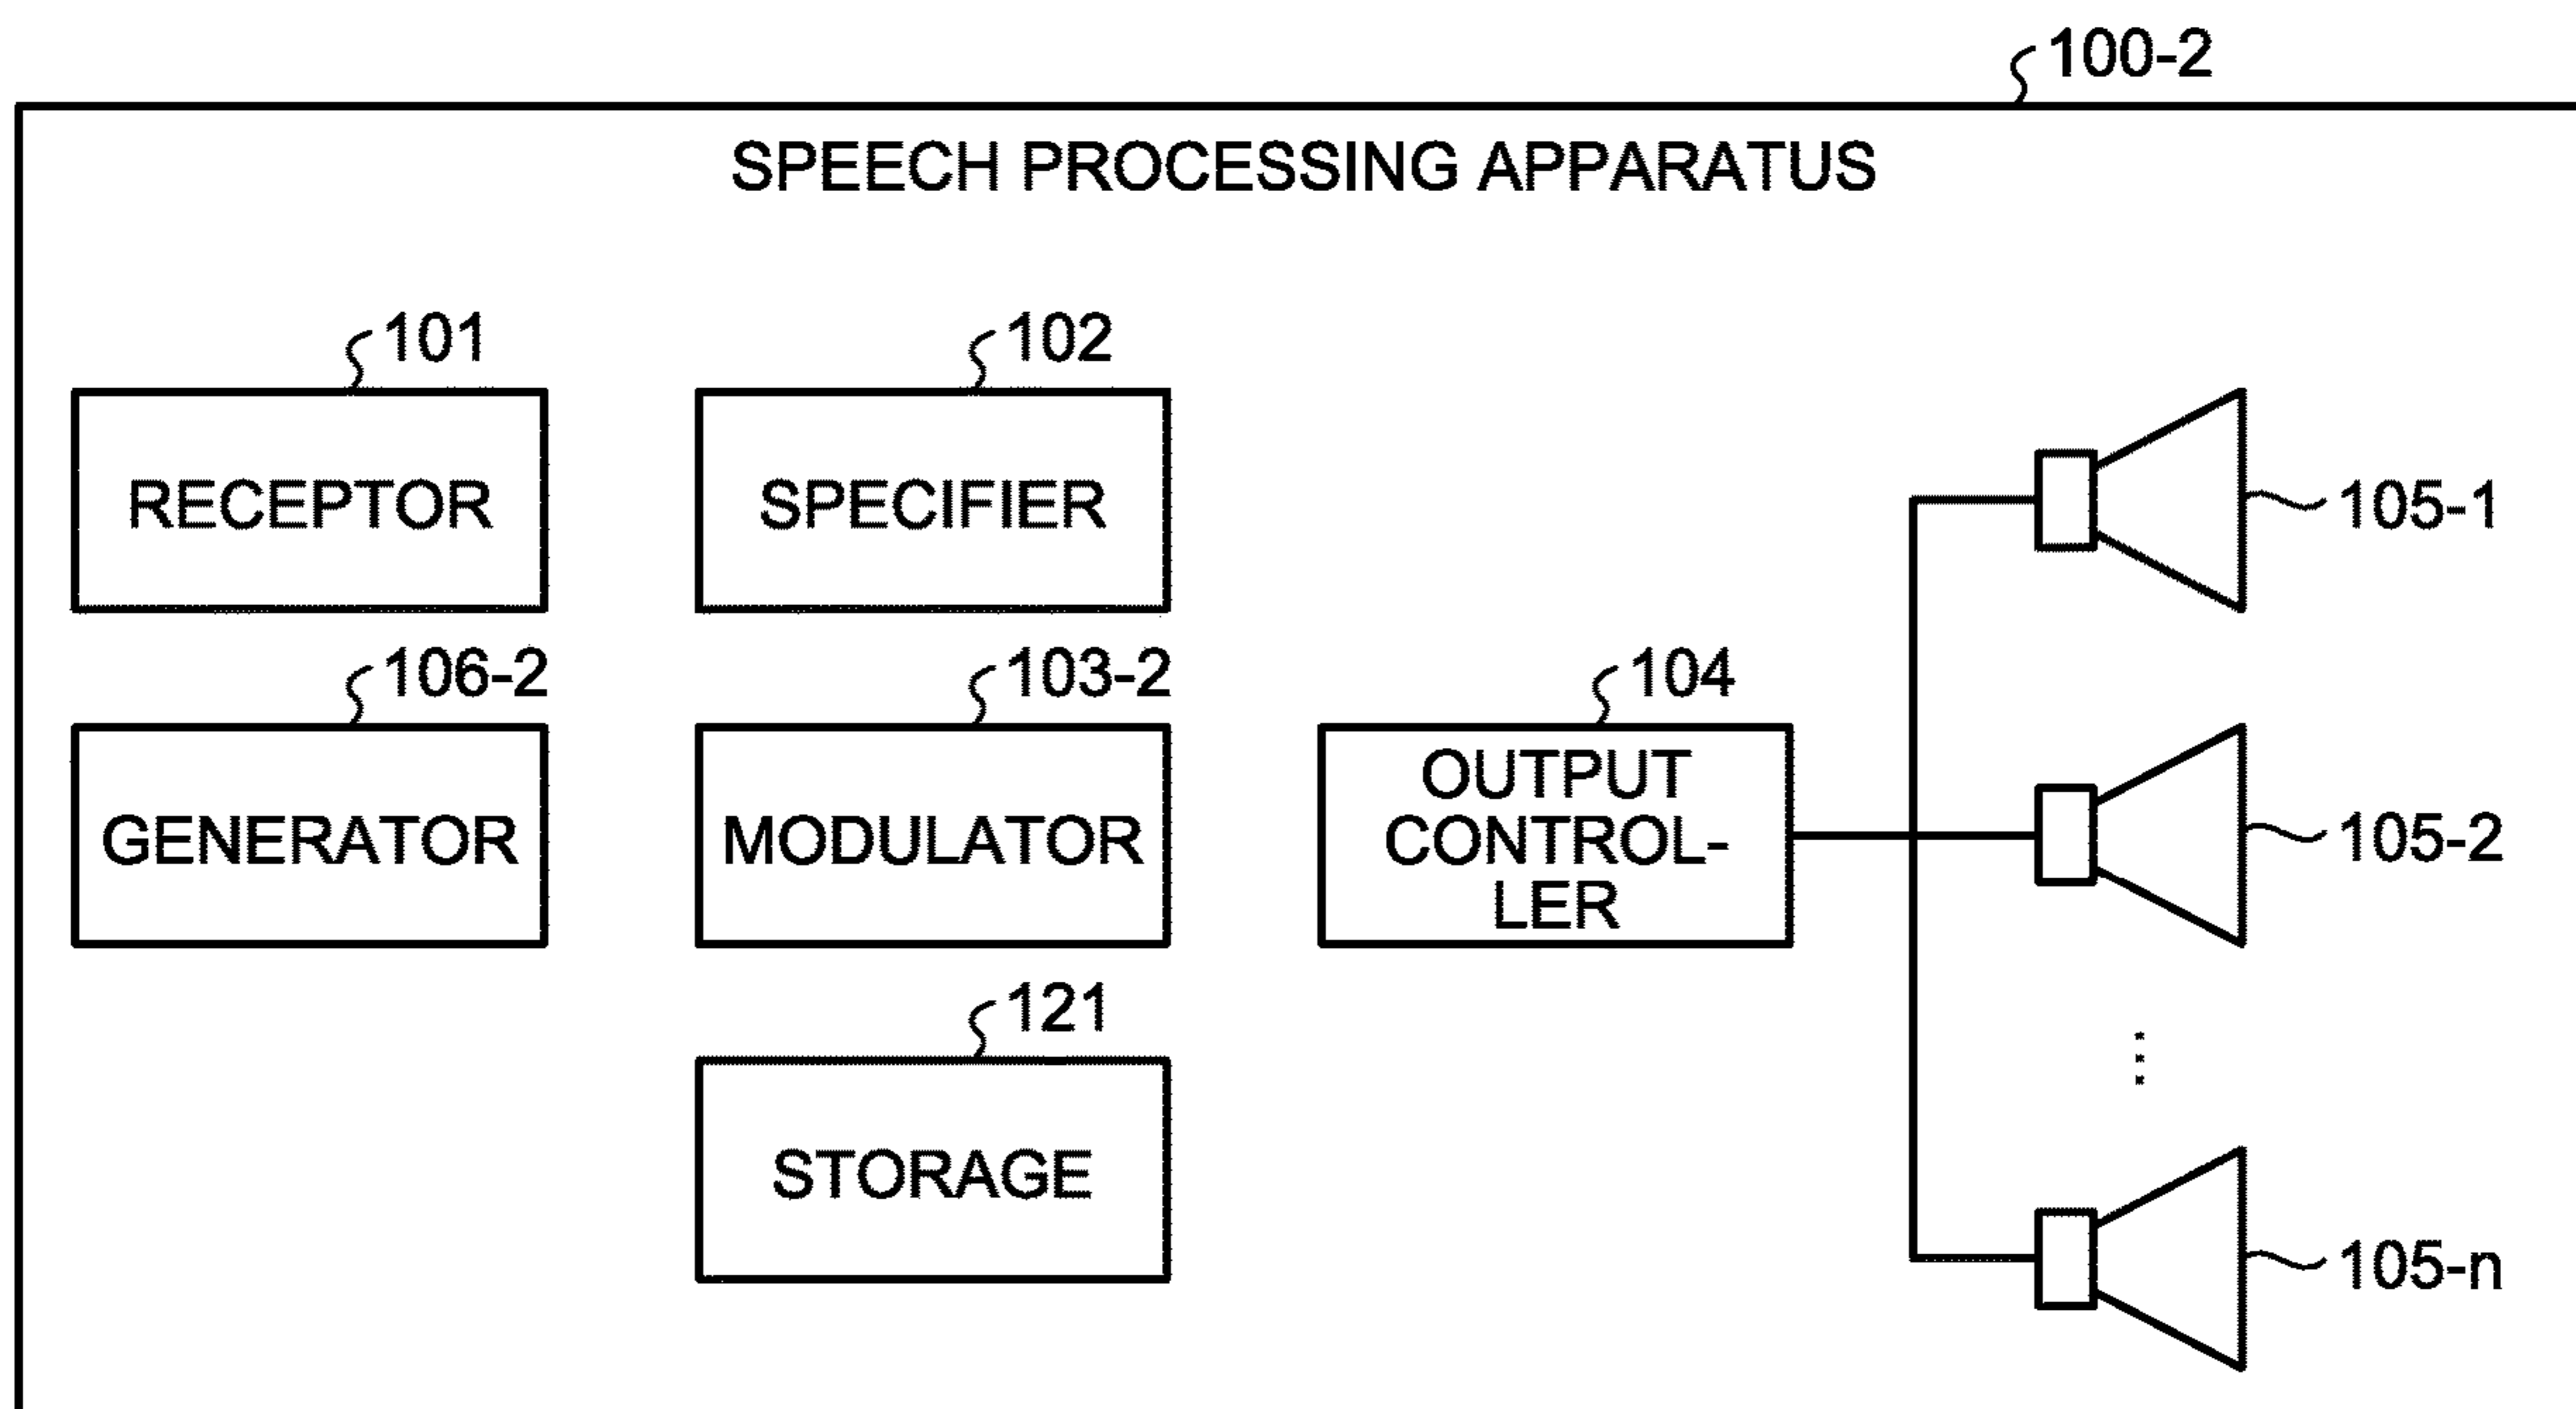 100-2
SPEECH PROCESSING APPARATUS
101
102
RECEPTOR
SPECIFIER
105-1
106-2
103-2
104
GENERATOR
MODULATOR
OUTPUT
CONTROL-
LER
105-2
121
STORAGE
105-n